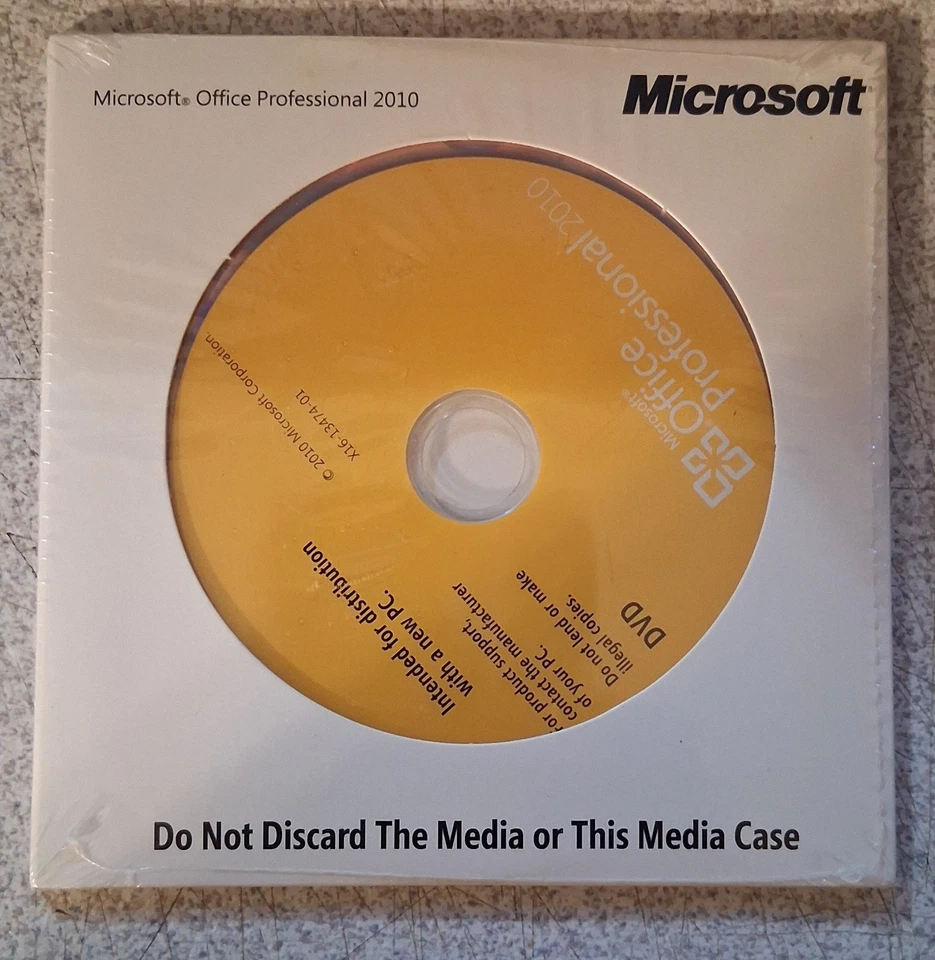 Microsoft® Office Professional 2010
Microsoft®
Microsoft®
Office
Professional 2010
© 2010 Microsoft Corporation.
X16-13474-01
Intended for distribution
with a new PC.
For product support,
contact the manufacturer
of your PC.
Do not lend or make
illegal copies.
DVD
Do Not Discard The Media or This Media Case